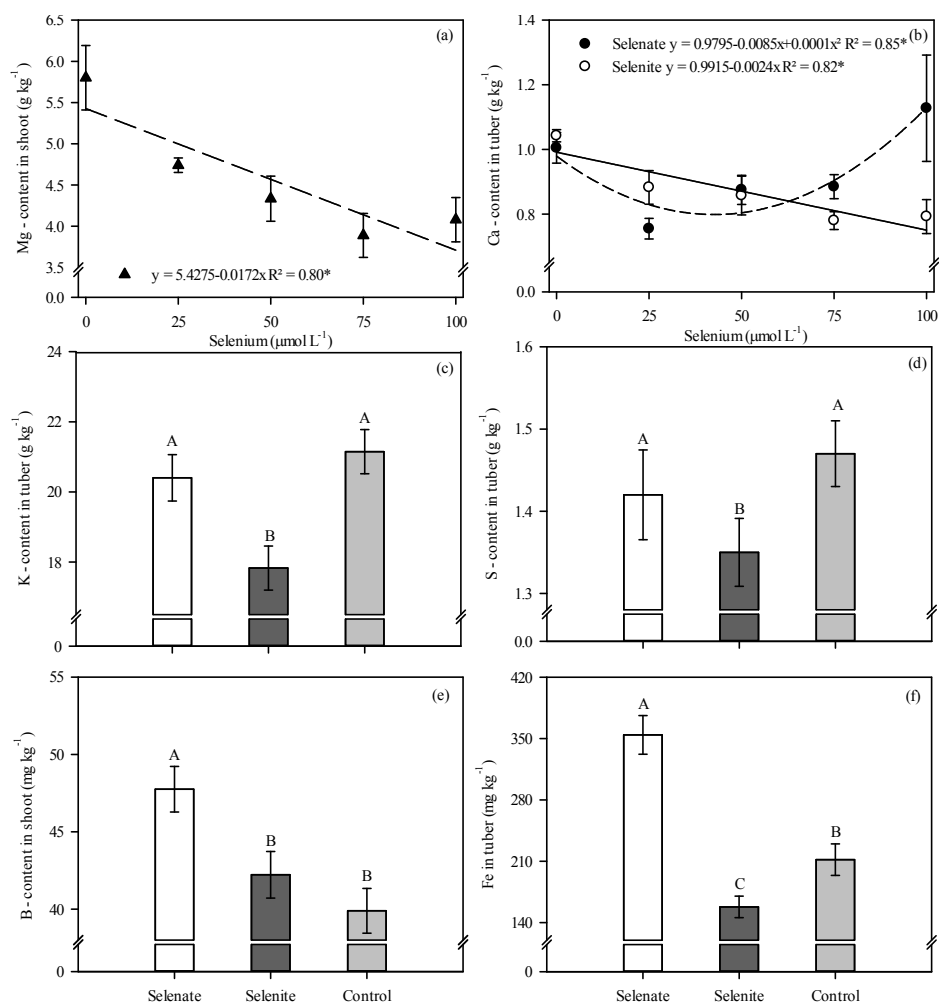 (a)
Mg - content in shoot (g kg⁻¹)
6.5
6.0
5.5
5.0
4.5
4.0
3.5
0.0
▲ y = 5.4275-0.0172x R² = 0.80*
0 25 50 75 100
Selenium (μmol L⁻¹)
(b)
Ca - content in tuber (g kg⁻¹)
1.4
1.2
1.0
0.8
0.0
● Selenate y = 0.9795-0.0085x+0.0001x² R² = 0.85*
○ Selenite y = 0.9915-0.0024x R² = 0.82*
0 25 50 75 100
Selenium (μmol L⁻¹)
(c)
K - content in tuber (g kg⁻¹)
24
22
20
18
0
A B A
(d)
S - content in tuber (g kg⁻¹)
1.6
1.5
1.4
1.3
0.0
A B A
(e)
B - content in shoot (mg kg⁻¹)
55
50
45
40
0
A B B
Selenate Selenite Control
(f)
Fe in tuber (mg kg⁻¹)
420
350
280
210
140
0
A C B
Selenate Selenite Control